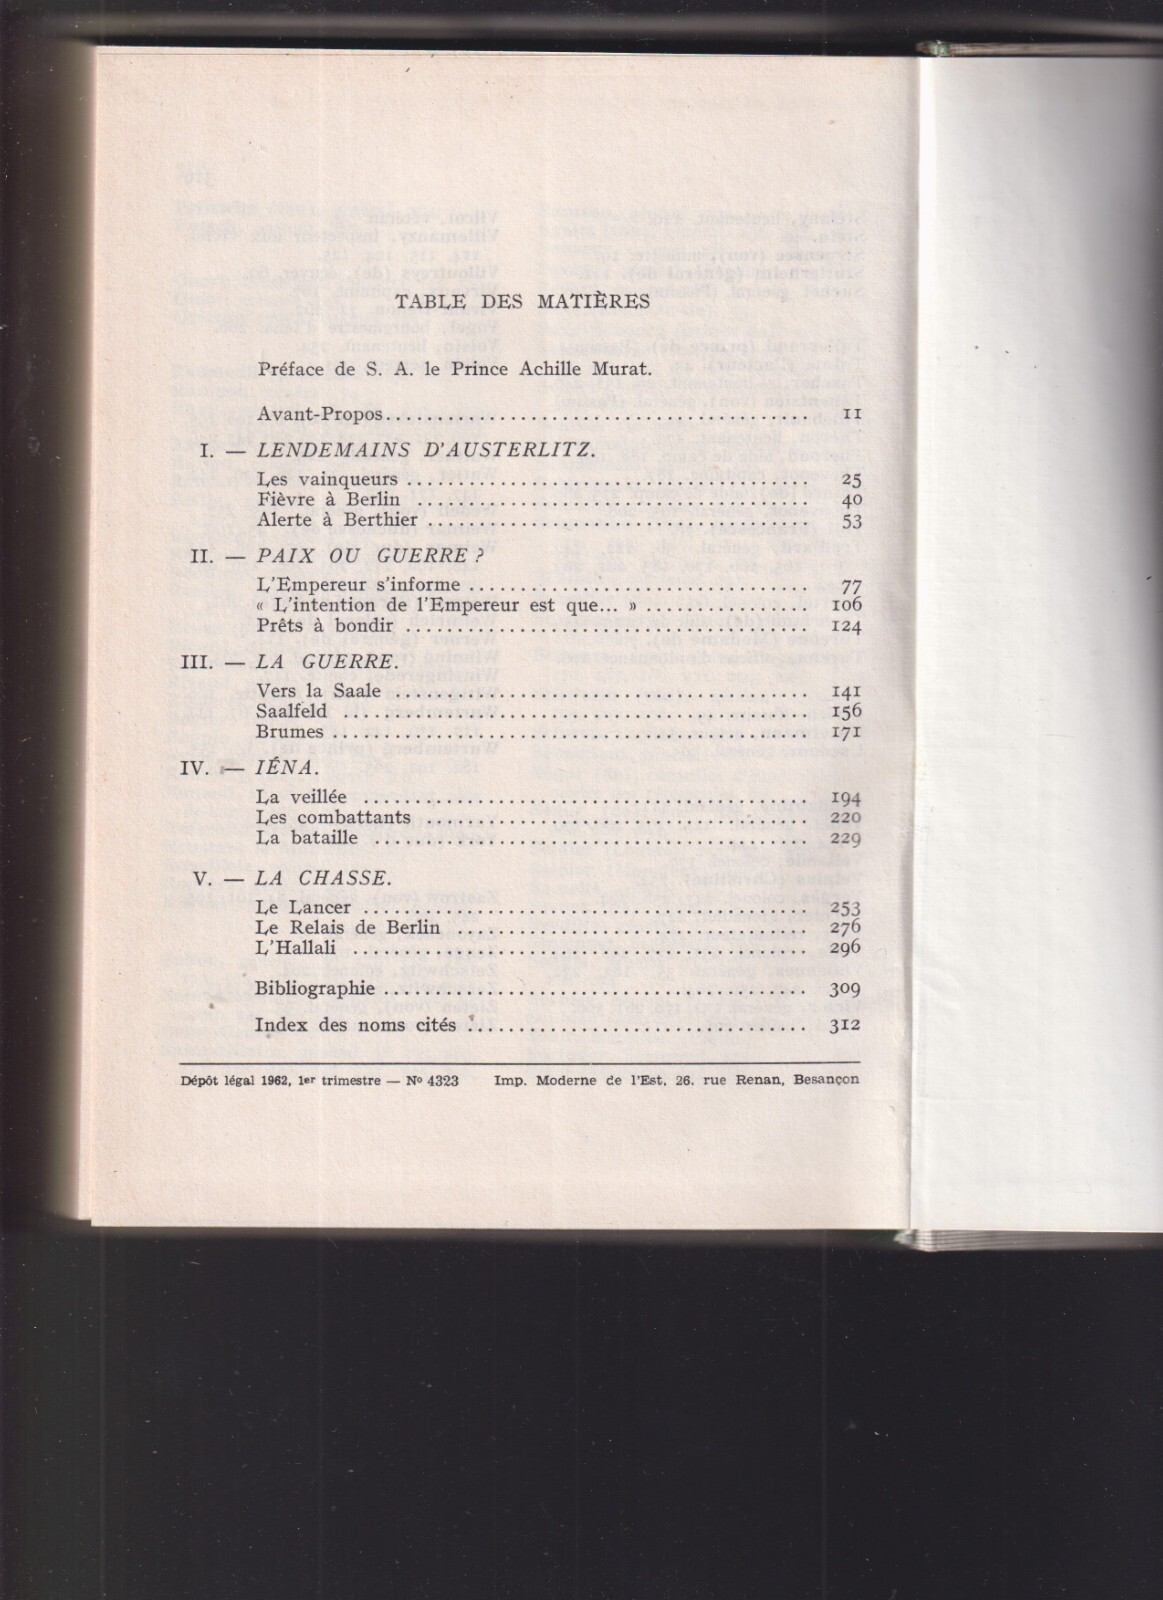 TABLE DES MATIÈRES
Préface de S. A. le Prince Achille Murat.
Avant-Propos........................................ 11
I. — LENDEMAINS D'AUSTERLITZ.
Les vainqueurs ...................................... 25
Fièvre à Berlin ..................................... 40
Alerte à Berthier .................................... 53
II. — PAIX OU GUERRE ?
L'Empereur s'informe ................................ 77
« L'intention de l'Empereur est que... » ................ 106
Prêts à bondir ...................................... 124
III. — LA GUERRE.
Vers la Saale ....................................... 141
Saalfeld ............................................ 156
Brumes ............................................. 171
IV. — IÉNA.
La veillée .......................................... 194
Les combattants .................................... 220
La bataille ......................................... 229
V. — LA CHASSE.
Le Lancer .......................................... 253
Le Relais de Berlin ................................. 276
L'Hallali ........................................... 296
Bibliographie ........................................ 309
Index des noms cités ................................ 312
Dépôt légal 1962, 1er trimestre — No 4323 Imp. Moderne de l'Est, 26, rue Renan, Besançon